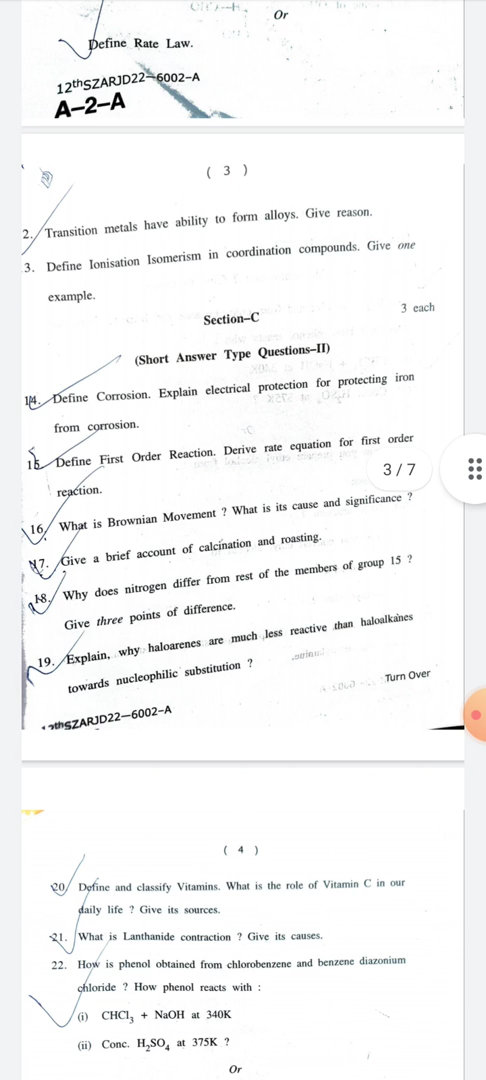 Or
Define Rate Law.
12thSZARJD22—6002-A
A–2–A
( 3 )
2. Transition metals have ability to form alloys. Give reason.
3. Define Ionisation Isomerism in coordination compounds. Give one
example.
Section–C
3 each
(Short Answer Type Questions–II)
14. Define Corrosion. Explain electrical protection for protecting iron
from corrosion.
15. Define First Order Reaction. Derive rate equation for first order
reaction.
3/7
16. What is Brownian Movement ? What is its cause and significance ?
17. Give a brief account of calcination and roasting.
18. Why does nitrogen differ from rest of the members of group 15 ?
Give three points of difference.
19. Explain, why haloarenes are much less reactive than haloalkanes
towards nucleophilic substitution ?
Turn Over
thSZARJD22—6002-A
( 4 )
20. Define and classify Vitamins. What is the role of Vitamin C in our
daily life ? Give its sources.
21. What is Lanthanide contraction ? Give its causes.
22. How is phenol obtained from chlorobenzene and benzene diazonium
chloride ? How phenol reacts with :
(i) CHCl₃ + NaOH at 340K
(ii) Conc. H₂SO₄ at 375K ?
Or